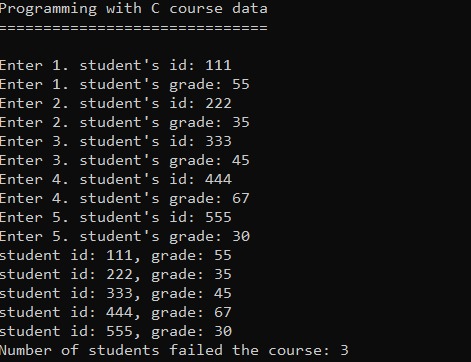 Programming with C course data
==============================
Enter 1. student's id: 111
Enter 1. student's grade: 55
Enter 2. student's id: 222
Enter 2. student's grade: 35
Enter 3. student's id: 333
Enter 3. student's grade: 45
Enter 4. student's id: 444
Enter 4. student's grade: 67
Enter 5. student's id: 555
Enter 5. student's grade: 30
student id: 111, grade: 55
student id: 222, grade: 35
student id: 333, grade: 45
student id: 444, grade: 67
student id: 555, grade: 30
Number of students failed the course: 3